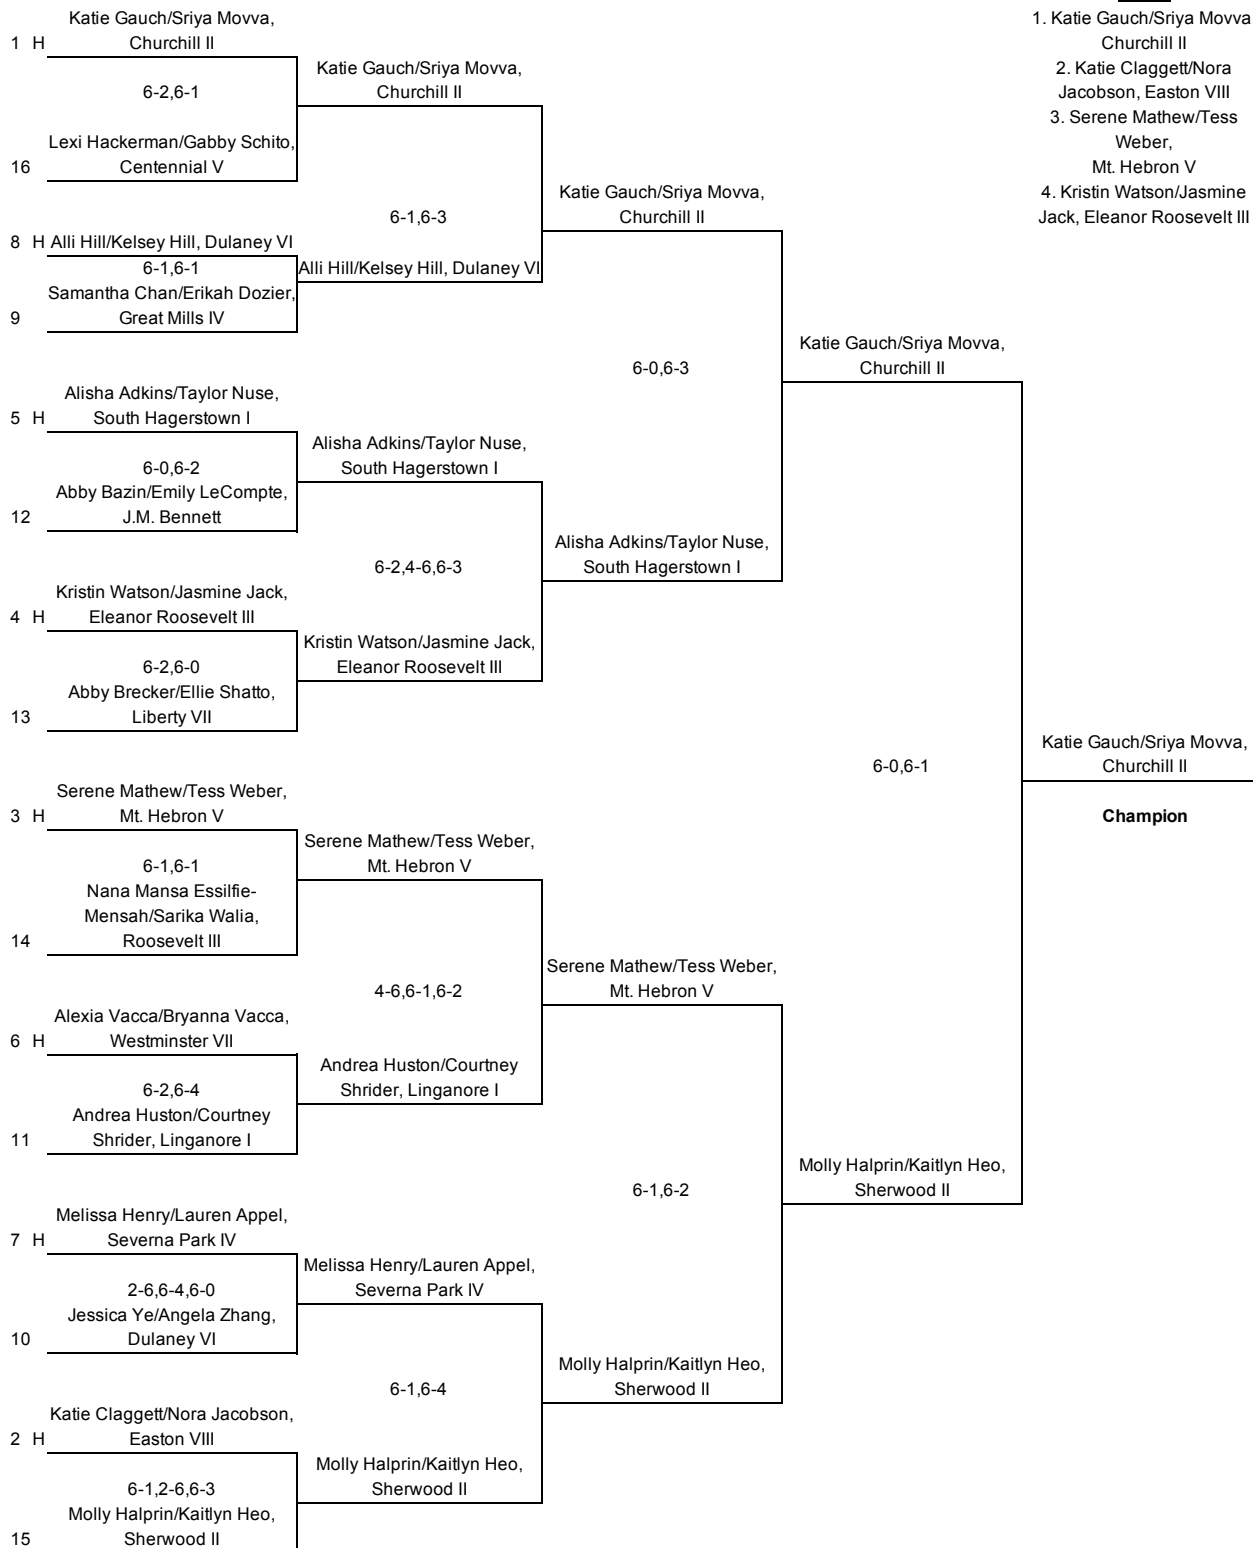 Katie Gauch/Sriya Movva,
1 H Churchill II
6-2,6-1
Lexi Hackerman/Gabby Schito,
16 Centennial V
8 H Alli Hill/Kelsey Hill, Dulaney VI
6-1,6-1
Samantha Chan/Erikah Dozier,
9 Great Mills IV
Alisha Adkins/Taylor Nuse,
5 H South Hagerstown I
6-0,6-2
Abby Bazin/Emily LeCompte,
12 J.M. Bennett
Kristin Watson/Jasmine Jack,
4 H Eleanor Roosevelt III
6-2,6-0
Abby Brecker/Ellie Shatto,
13 Liberty VII
Serene Mathew/Tess Weber,
3 H Mt. Hebron V
6-1,6-1
Nana Mansa Essilfie-
Mensah/Sarika Walia,
14 Roosevelt III
Alexia Vacca/Bryanna Vacca,
6 H Westminster VII
6-2,6-4
Andrea Huston/Courtney
11 Shrider, Linganore I
Melissa Henry/Lauren Appel,
7 H Severna Park IV
2-6,6-4,6-0
Jessica Ye/Angela Zhang,
10 Dulaney VI
Katie Claggett/Nora Jacobson,
2 H Easton VIII
6-1,2-6,6-3
Molly Halprin/Kaitlyn Heo,
15 Sherwood II
Katie Gauch/Sriya Movva,
Churchill II
6-1,6-3
Alli Hill/Kelsey Hill, Dulaney VI
Alisha Adkins/Taylor Nuse,
South Hagerstown I
6-2,4-6,6-3
Kristin Watson/Jasmine Jack,
Eleanor Roosevelt III
Serene Mathew/Tess Weber,
Mt. Hebron V
4-6,6-1,6-2
Andrea Huston/Courtney
Shrider, Linganore I
Melissa Henry/Lauren Appel,
Severna Park IV
6-1,6-4
Molly Halprin/Kaitlyn Heo,
Sherwood II
Katie Gauch/Sriya Movva,
Churchill II
6-0,6-3
Alisha Adkins/Taylor Nuse,
South Hagerstown I
Serene Mathew/Tess Weber,
Mt. Hebron V
6-1,6-2
Molly Halprin/Kaitlyn Heo,
Sherwood II
Katie Gauch/Sriya Movva,
Churchill II
6-0,6-1
Molly Halprin/Kaitlyn Heo,
Sherwood II
Katie Gauch/Sriya Movva,
Churchill II
Champion
1. Katie Gauch/Sriya Movva
Churchill II
2. Katie Claggett/Nora
Jacobson, Easton VIII
3. Serene Mathew/Tess
Weber,
Mt. Hebron V
4. Kristin Watson/Jasmine
Jack, Eleanor Roosevelt III